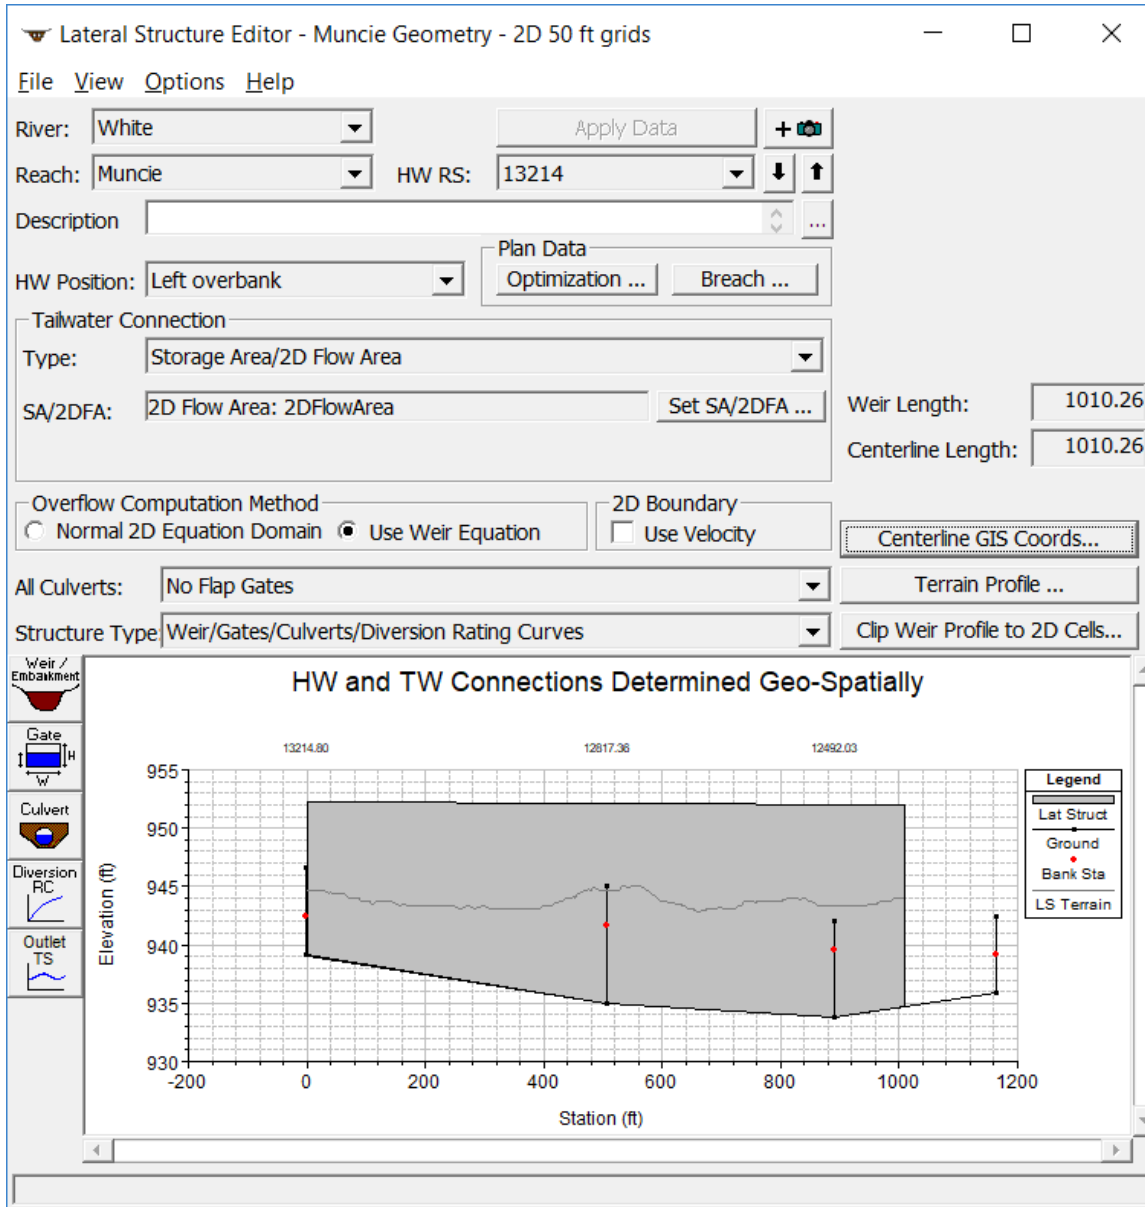 Lateral Structure Editor - Muncie Geometry - 2D 50 ft grids
File View Options Help
River: White Apply Data +
Reach: Muncie HW RS: 13214
Description ...
Plan Data
HW Position: Left overbank Optimization ... Breach ...
Tailwater Connection
Type: Storage Area/2D Flow Area
SA/2DFA: 2D Flow Area: 2DFlowArea Set SA/2DFA ... Weir Length: 1010.26
Centerline Length: 1010.26
Overflow Computation Method 2D Boundary
Normal 2D Equation Domain Use Weir Equation Use Velocity Centerline GIS Coords...
All Culverts: No Flap Gates Terrain Profile ...
Structure Type: Weir/Gates/Culverts/Diversion Rating Curves Clip Weir Profile to 2D Cells...
Weir / Embankment
Gate
H
W
Culvert
Diversion
RC
Outlet
TS
HW and TW Connections Determined Geo-Spatially
13214.80 12817.36 12492.03
955
950
945
940
935
930
Elevation (ft)
-200 0 200 400 600 800 1000 1200
Station (ft)
Legend
Lat Struct
Ground
Bank Sta
LS Terrain